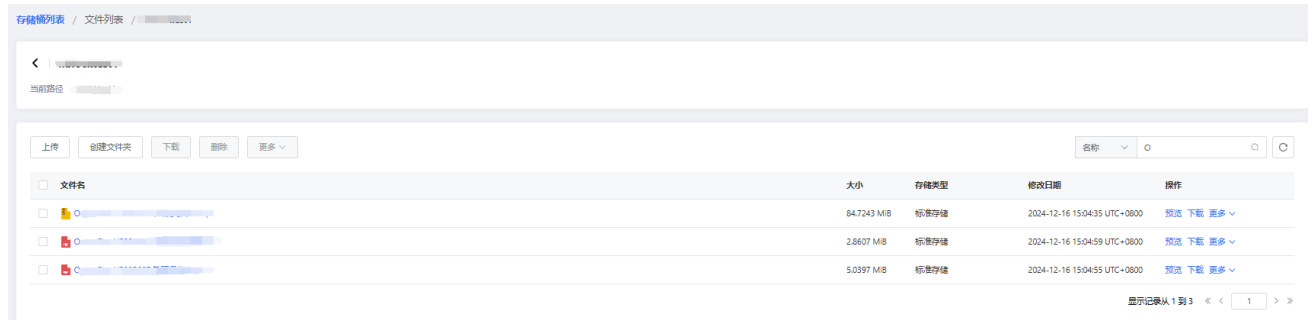 存储桶列表 / 文件列表 /
当前路径
上传 创建文件夹 下载 删除 更多
名称 O
文件名 大小 存储类型 修改日期 操作
O 84.7243 MiB 标准存储 2024-12-16 15:04:35 UTC+0800 预览 下载 更多
O 2.8607 MiB 标准存储 2024-12-16 15:04:59 UTC+0800 预览 下载 更多
5.0397 MiB 标准存储 2024-12-16 15:04:55 UTC+0800 预览 下载 更多
显示记录从 1 到 3 « < 1 > »